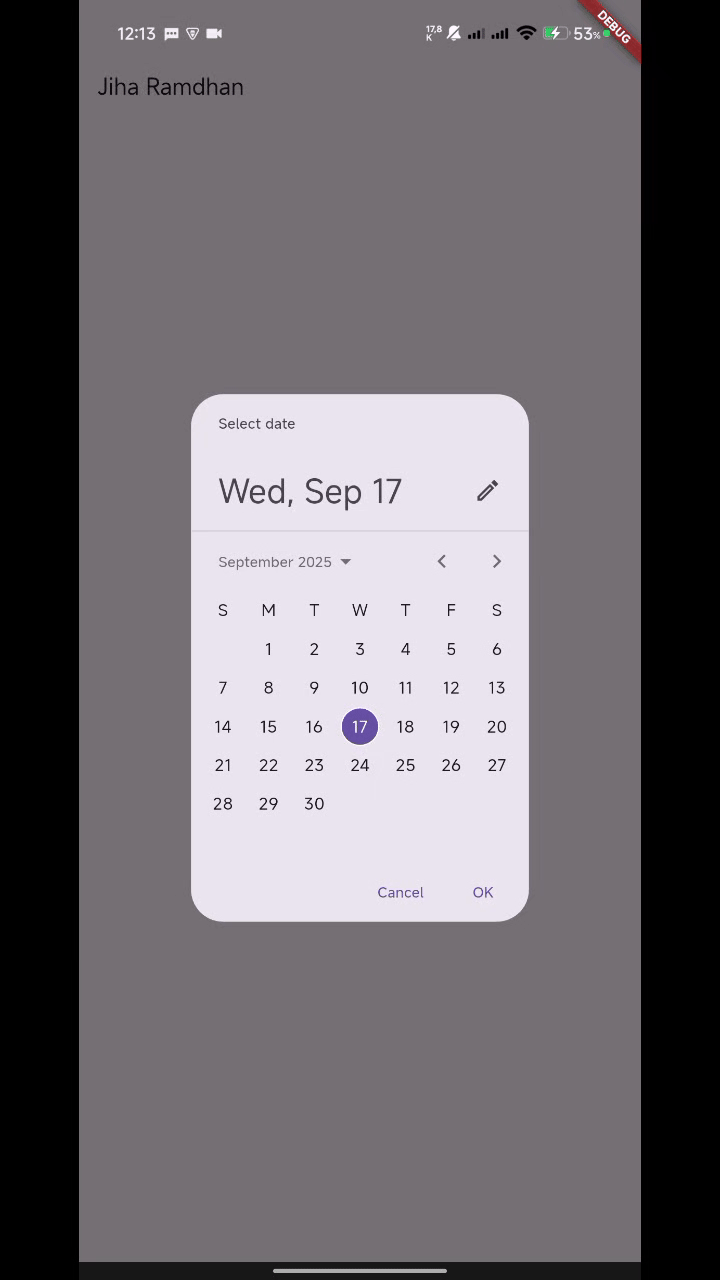 12:13 17,8 K 53% DEBUG
Jiha Ramdhan
Select date
Wed, Sep 17
September 2025
S M T W T F S
1 2 3 4 5 6
7 8 9 10 11 12 13
14 15 16 17 18 19 20
21 22 23 24 25 26 27
28 29 30
Cancel OK